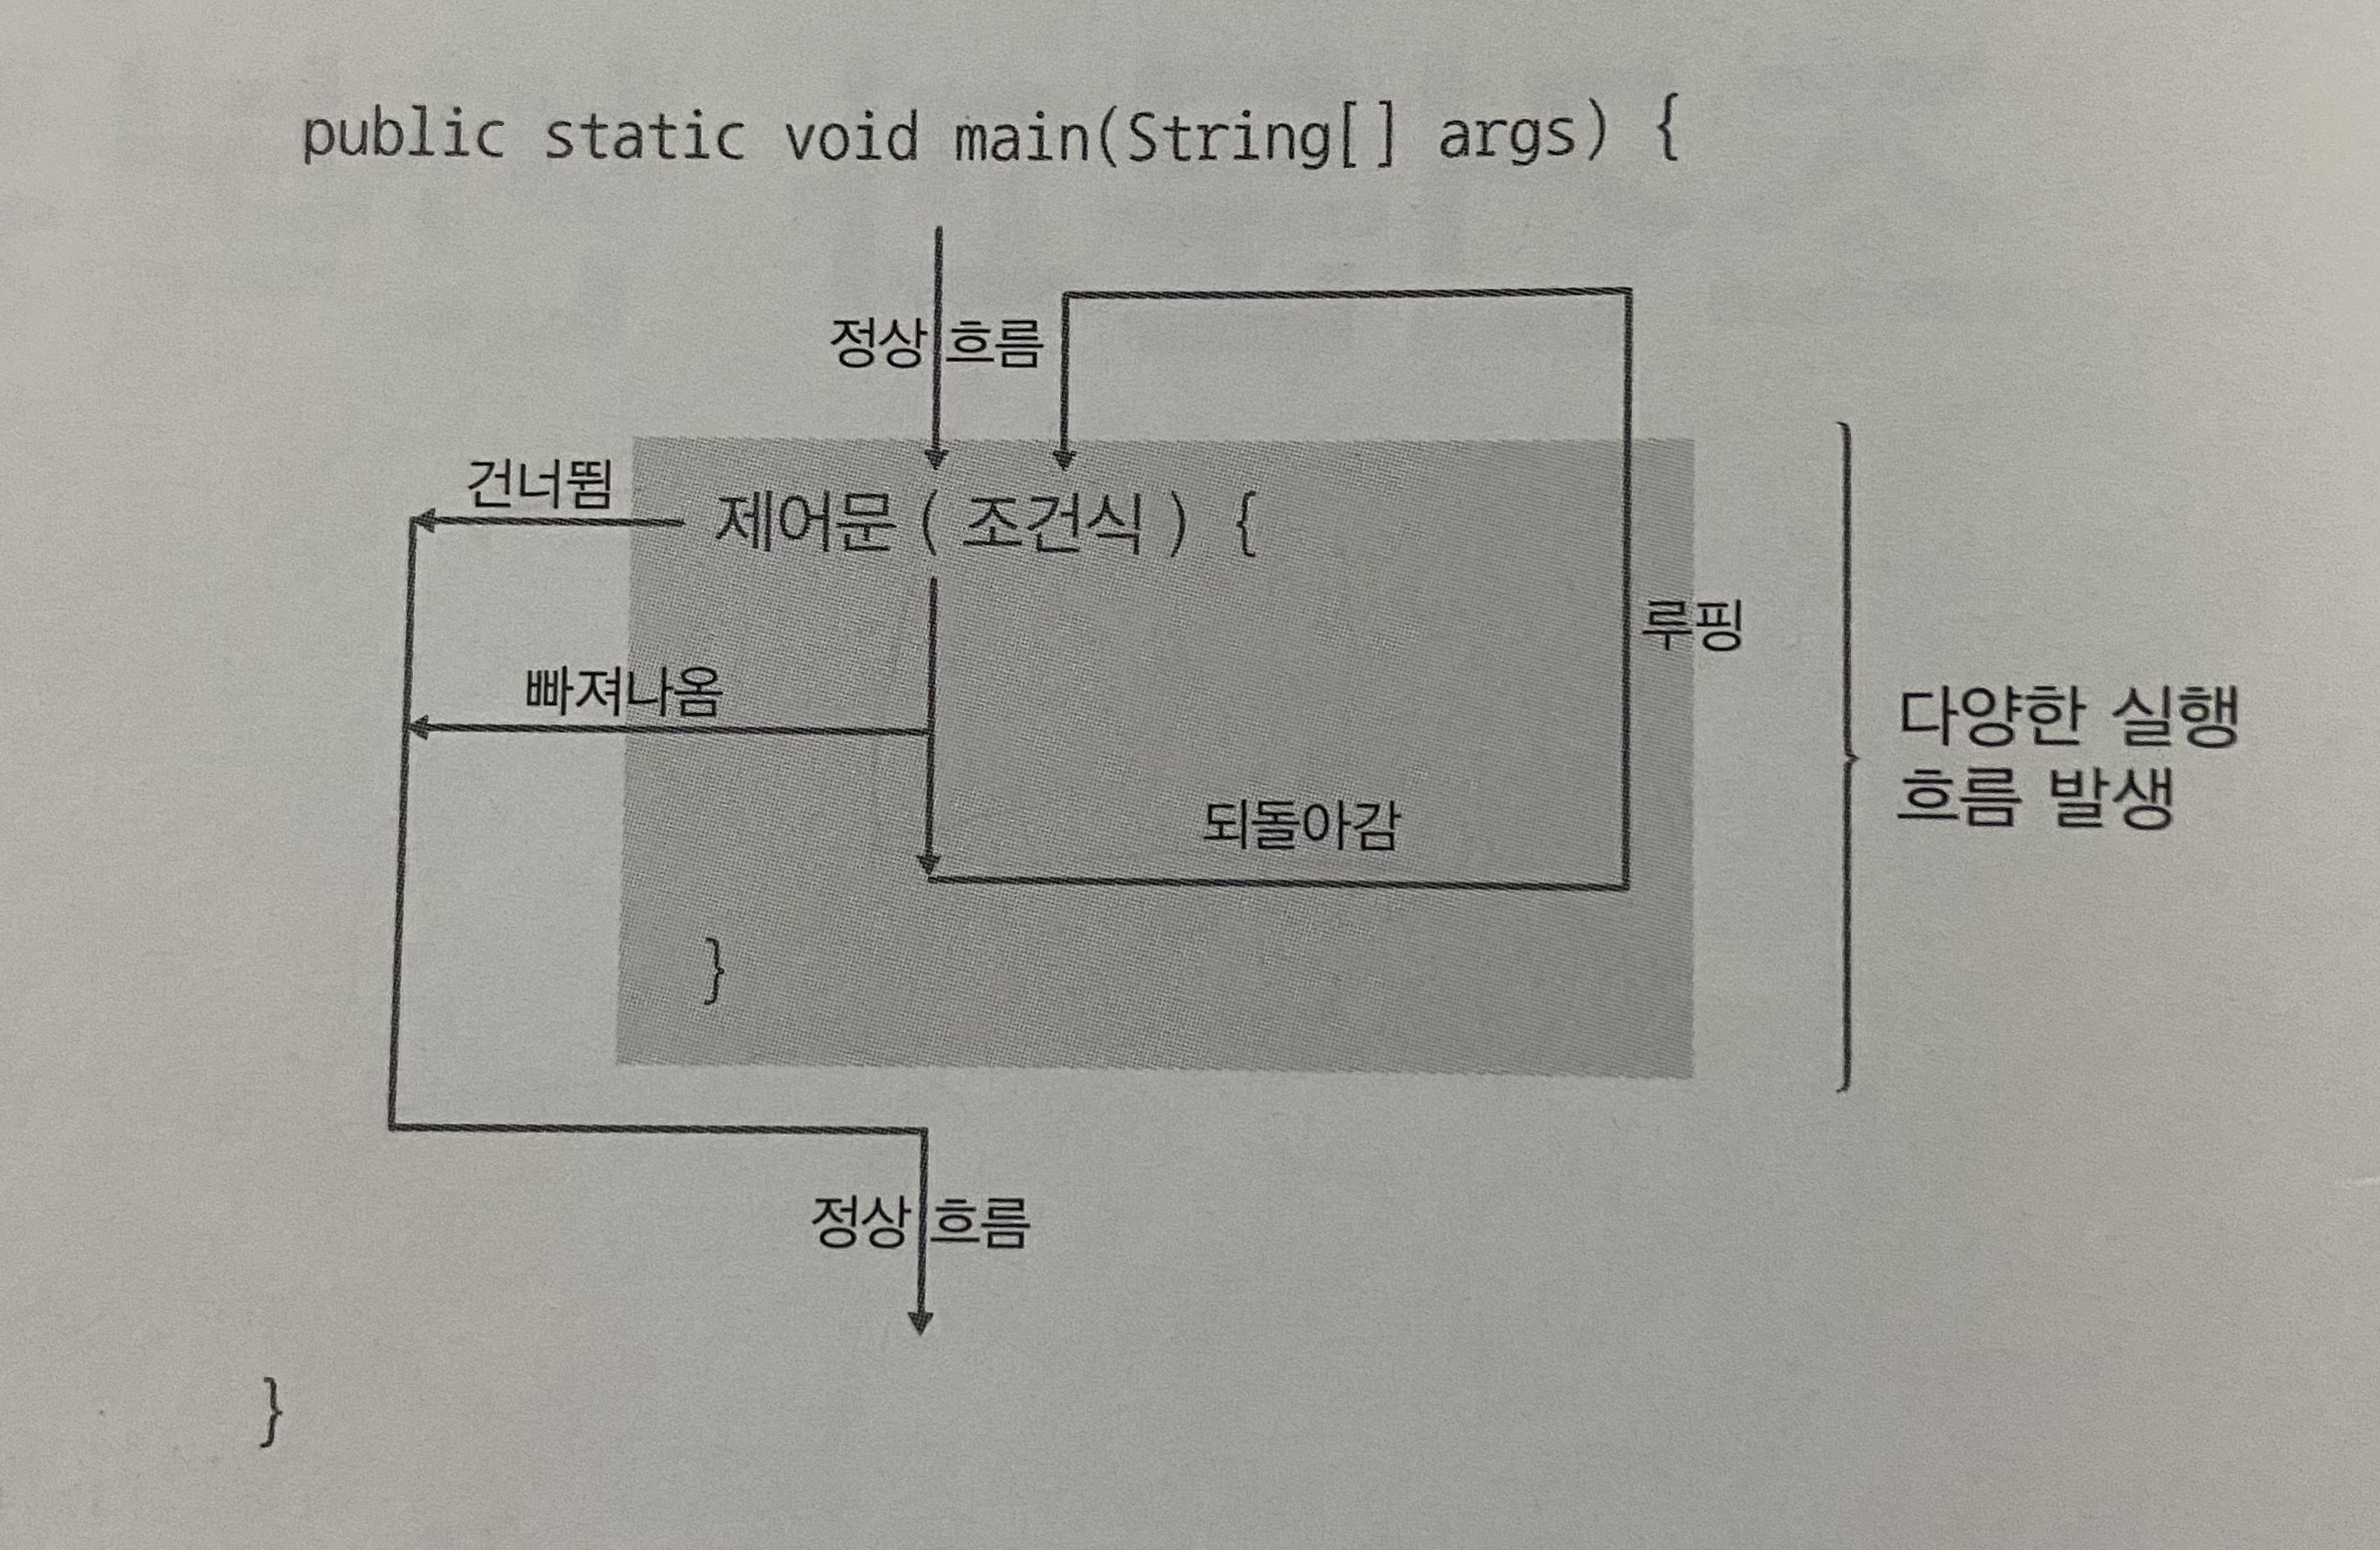 public static void main(String[] args) {
정상 흐름
건너뜀
제어문 ( 조건식 ) {
루핑
빠져나옴
다양한 실행
흐름 발생
되돌아감
}
정상 흐름
}